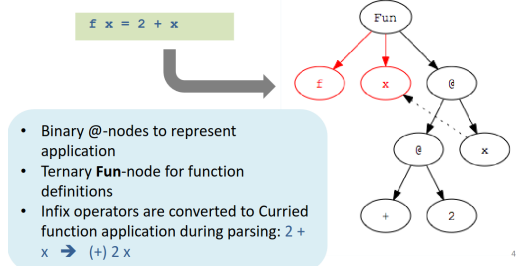 f x = 2 + x
Fun
f
x
@
@
x
+
2
• Binary @-nodes to represent
application
• Ternary Fun-node for function
definitions
• Infix operators are converted to Curried
function application during parsing: 2 +
x ➔ (+) 2 x
4